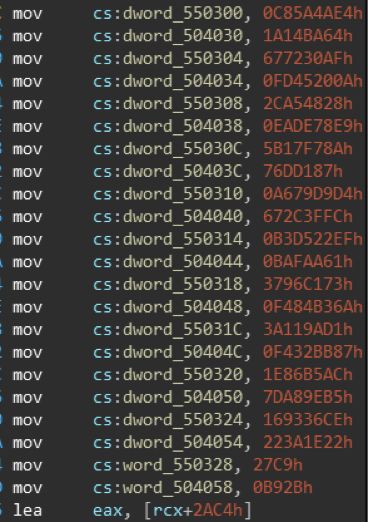 mov cs:dword_550300, 0C85A4AE4h
mov cs:dword_504030, 1A14BA64h
mov cs:dword_550304, 677230AFh
mov cs:dword_504034, 0FD45200Ah
mov cs:dword_550308, 2CA54828h
mov cs:dword_504038, 0EADE78E9h
mov cs:dword_55030C, 5B17F78Ah
mov cs:dword_50403C, 76DD187h
mov cs:dword_550310, 0A679D9D4h
mov cs:dword_504040, 672C3FFCh
mov cs:dword_550314, 0B3D522EFh
mov cs:dword_504044, 0BAFAA61h
mov cs:dword_550318, 3796C173h
mov cs:dword_504048, 0F484B36Ah
mov cs:dword_55031C, 3A119AD1h
mov cs:dword_50404C, 0F432BB87h
mov cs:dword_550320, 1E86B5ACh
mov cs:dword_504050, 7DA89EB5h
mov cs:dword_550324, 169336CEh
mov cs:dword_504054, 223A1E22h
mov cs:word_550328, 27C9h
mov cs:word_504058, 0B92Bh
lea eax, [rcx+2AC4h]